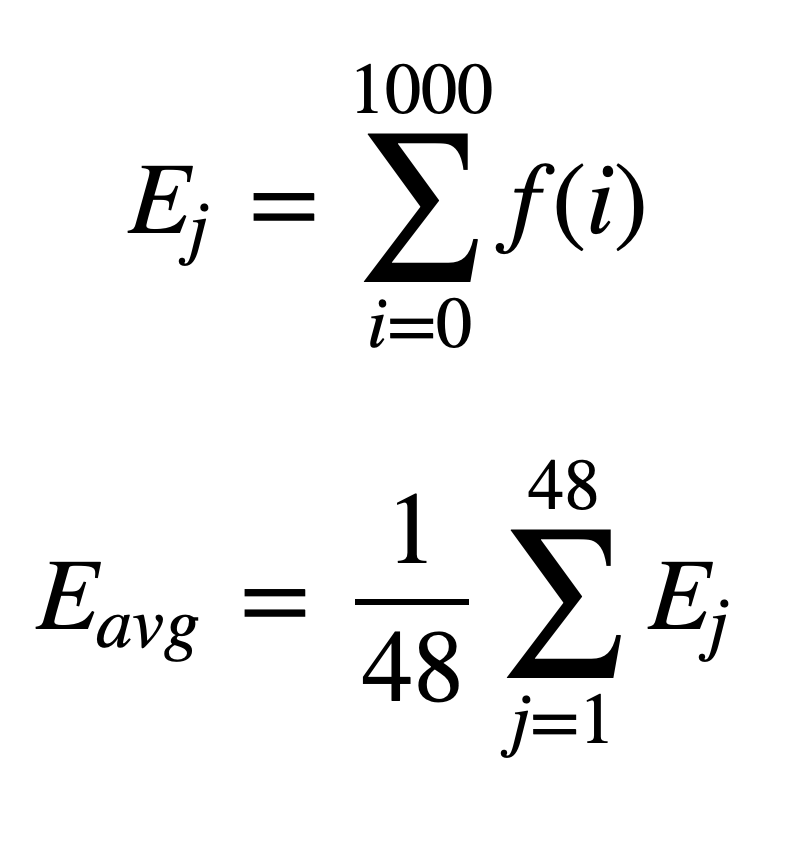 E_j = \sum_{i=0}^{1000} f(i)
E_{avg} = \frac{1}{48} \sum_{j=1}^{48} E_j